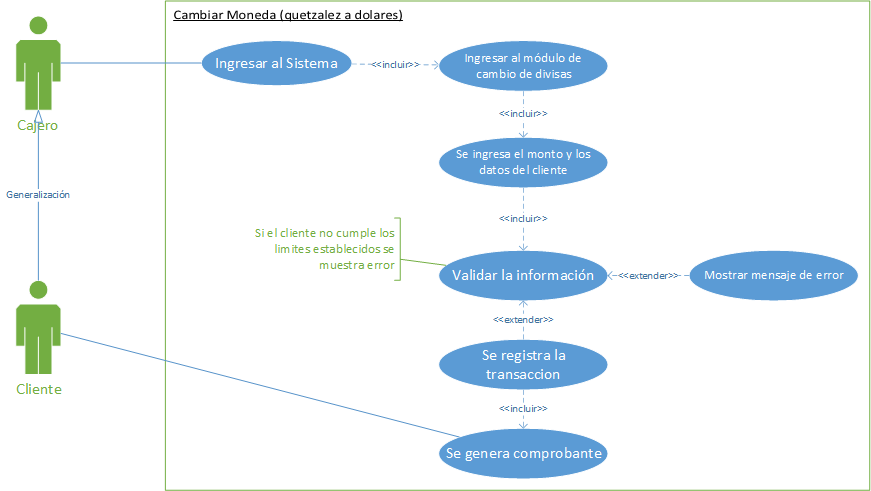 Cambiar Moneda (quetzalez a dolares)
Cajero
Ingresar al Sistema
<<incluir>>
Ingresar al módulo de
cambio de divisas
<<incluir>>
Se ingresa el monto y los
datos del cliente
Generalización
<<incluir>>
Si el cliente no cumple los
limites establecidos se
muestra error
Validar la información
<<extender>>
Mostrar mensaje de error
<<extender>>
Se registra la
transaccion
Cliente
<<incluir>>
Se genera comprobante